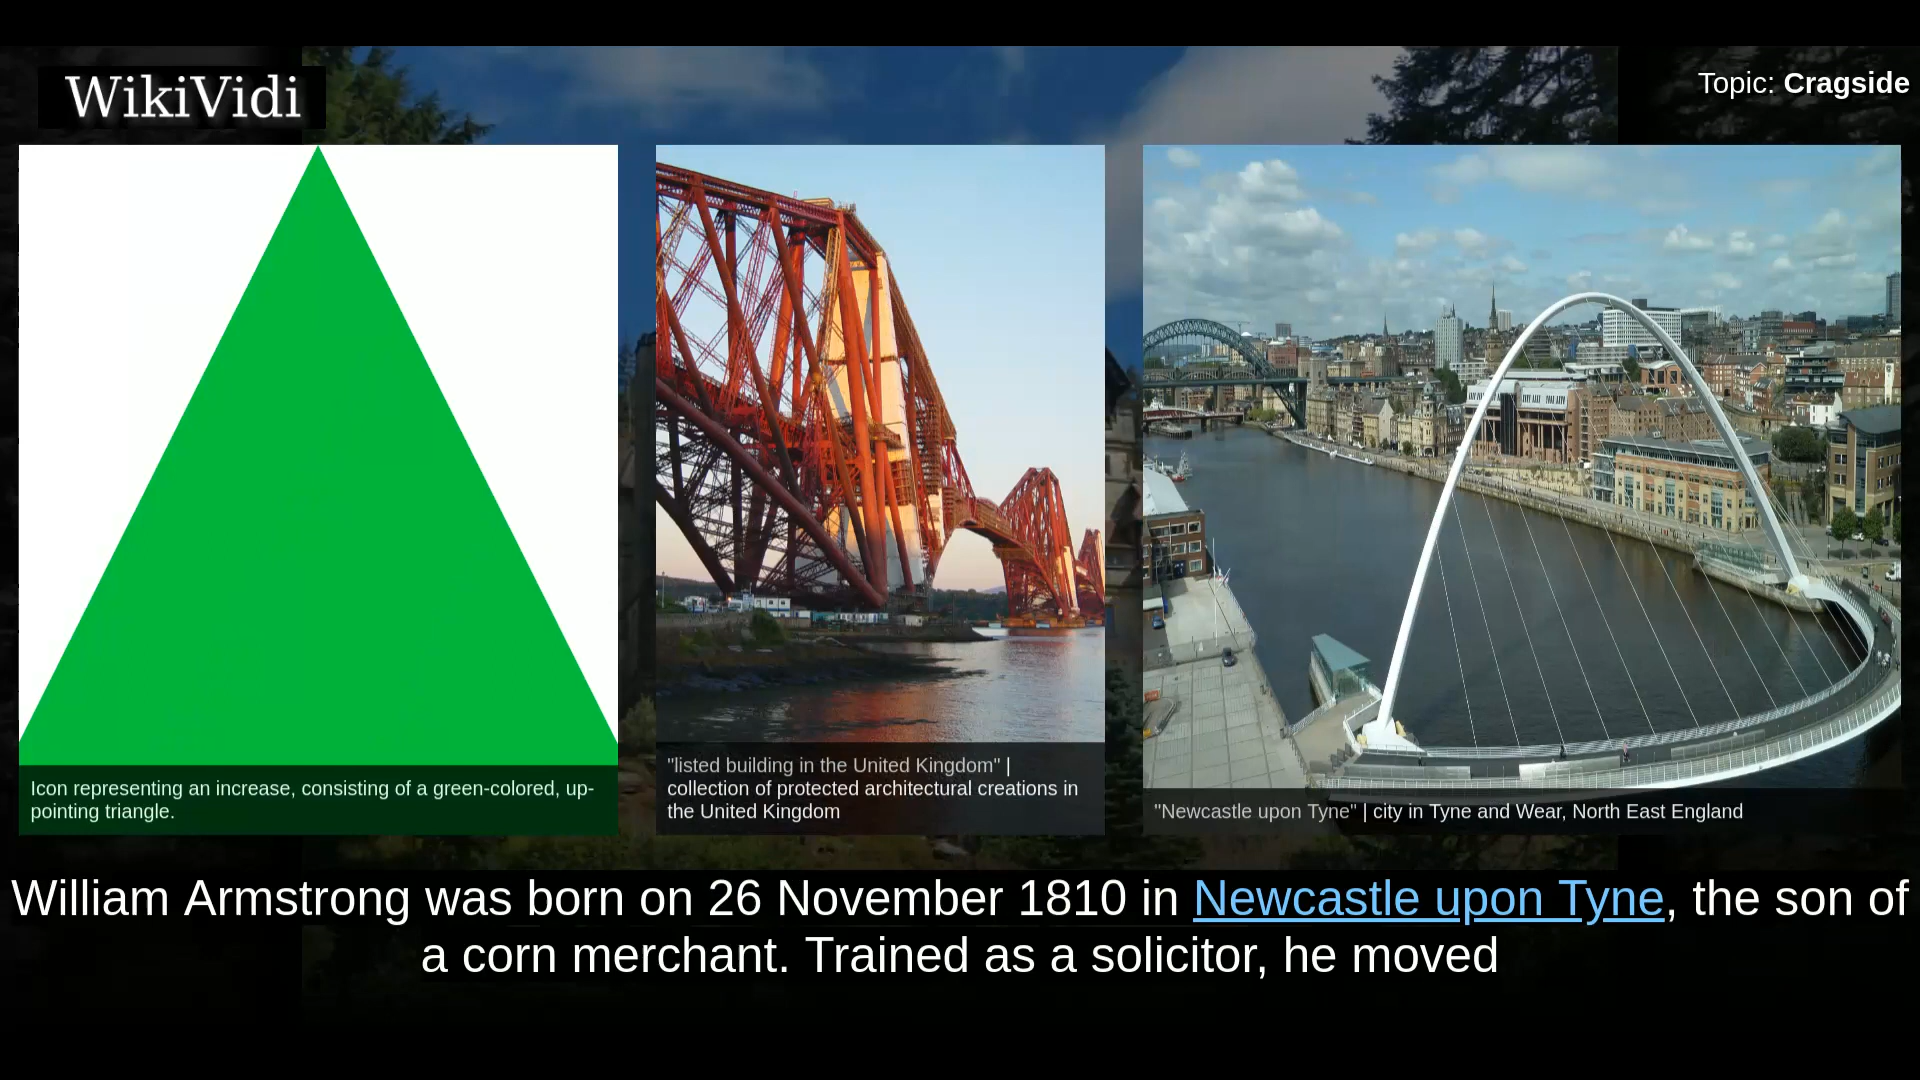 WikiVidi
Topic: Cragside
Icon representing an increase, consisting of a green-colored, up-
pointing triangle.
"listed building in the United Kingdom" |
collection of protected architectural creations in
the United Kingdom
"Newcastle upon Tyne" | city in Tyne and Wear, North East England
William Armstrong was born on 26 November 1810 in Newcastle upon Tyne, the son of
a corn merchant. Trained as a solicitor, he moved